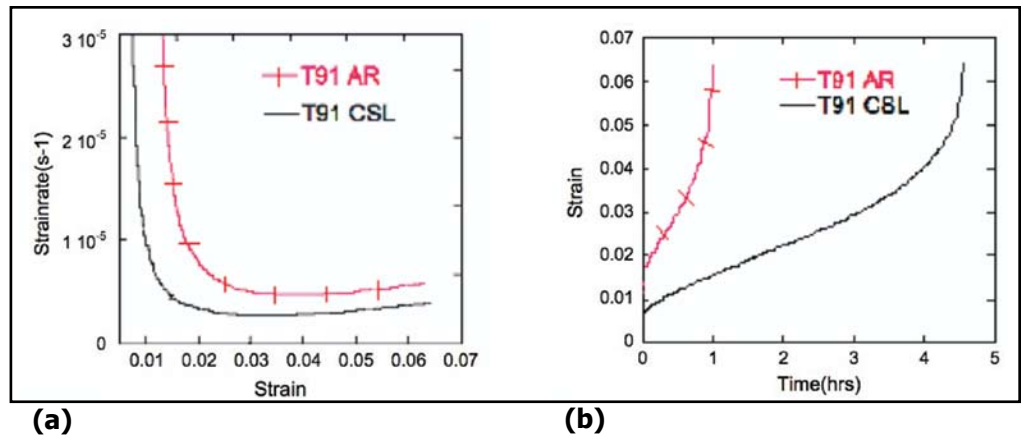 3 10-5
2 10-5
1 10-5
0
Strainrate(s-1)
T91 AR
T91 CSL
0.01 0.02 0.03 0.04 0.05 0.06 0.07
Strain
(a)
0.07
0.06
0.05
0.04
0.03
0.02
0.01
0
Strain
T91 AR
T91 CBL
0 1 2 3 4 5
Time(hrs)
(b)